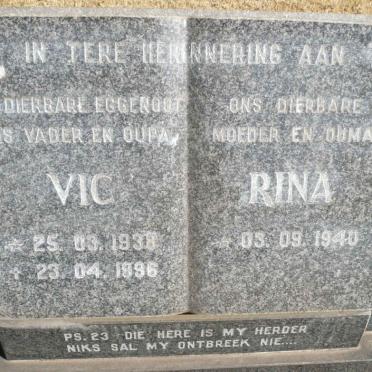 IN TERE HERINNERING AAN
DIERBARE EGGENOOT
S VADER EN OUPA
VIC
* 25. 03. 1938
+ 23. 04. 1996
ONS DIERBARE
MOEDER EN OUMA
RINA
* 03. 09. 1940
PS. 23 DIE HERE IS MY HERDER
NIKS SAL MY ONTBREEK NIE....